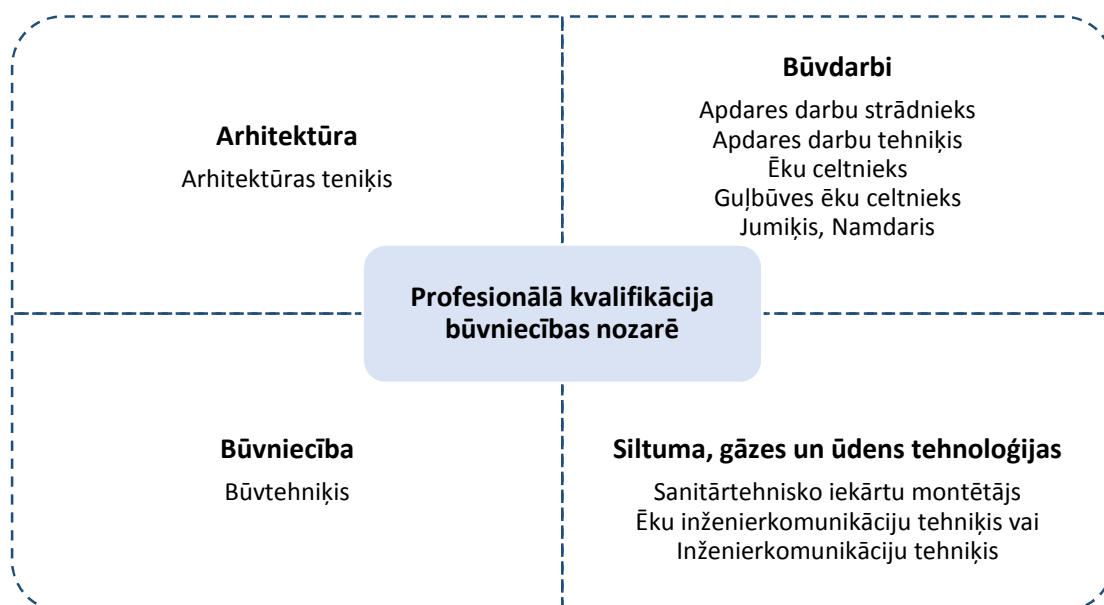 Arhitektūra
Arhitektūras teniķis
Būvdarbi
Apdares darbu strādnieks
Apdares darbu tehniķis
Ēku celtnieks
Guļbūves ēku celtnieks
Jumiķis, Namdaris
Profesionālā kvalifikācija
būvniecības nozarē
Būvniecība
Būvtehniķis
Siltuma, gāzes un ūdens tehnoloģijas
Sanitārtehnisko iekārtu montētājs
Ēku inženierkomunikāciju tehniķis vai
Inženierkomunikāciju tehniķis